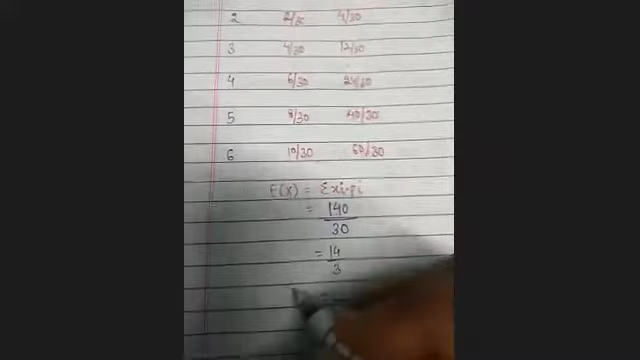 2 2/30 4/30
3 4/30 12/30
4 6/30 24/30
5 8/30 40/30
6 10/30 60/30
E(X) = Σxi.pi
= 140
30
= 14
3
=